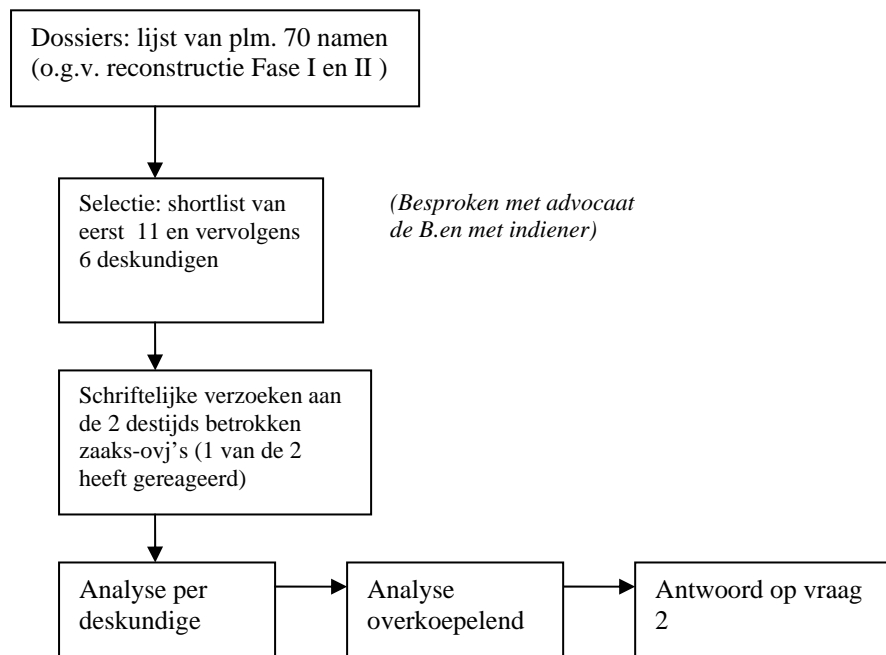 Dossiers: lijst van plm. 70 namen
(o.g.v. reconstructie Fase I en II )
Selectie: shortlist van
eerst 11 en vervolgens
6 deskundigen
(Besproken met advocaat
de B.en met indiener)
Schriftelijke verzoeken aan
de 2 destijds betrokken
zaaks-ovj's (1 van de 2
heeft gereageerd)
Analyse per
deskundige
Analyse
overkoepelend
Antwoord op vraag
2